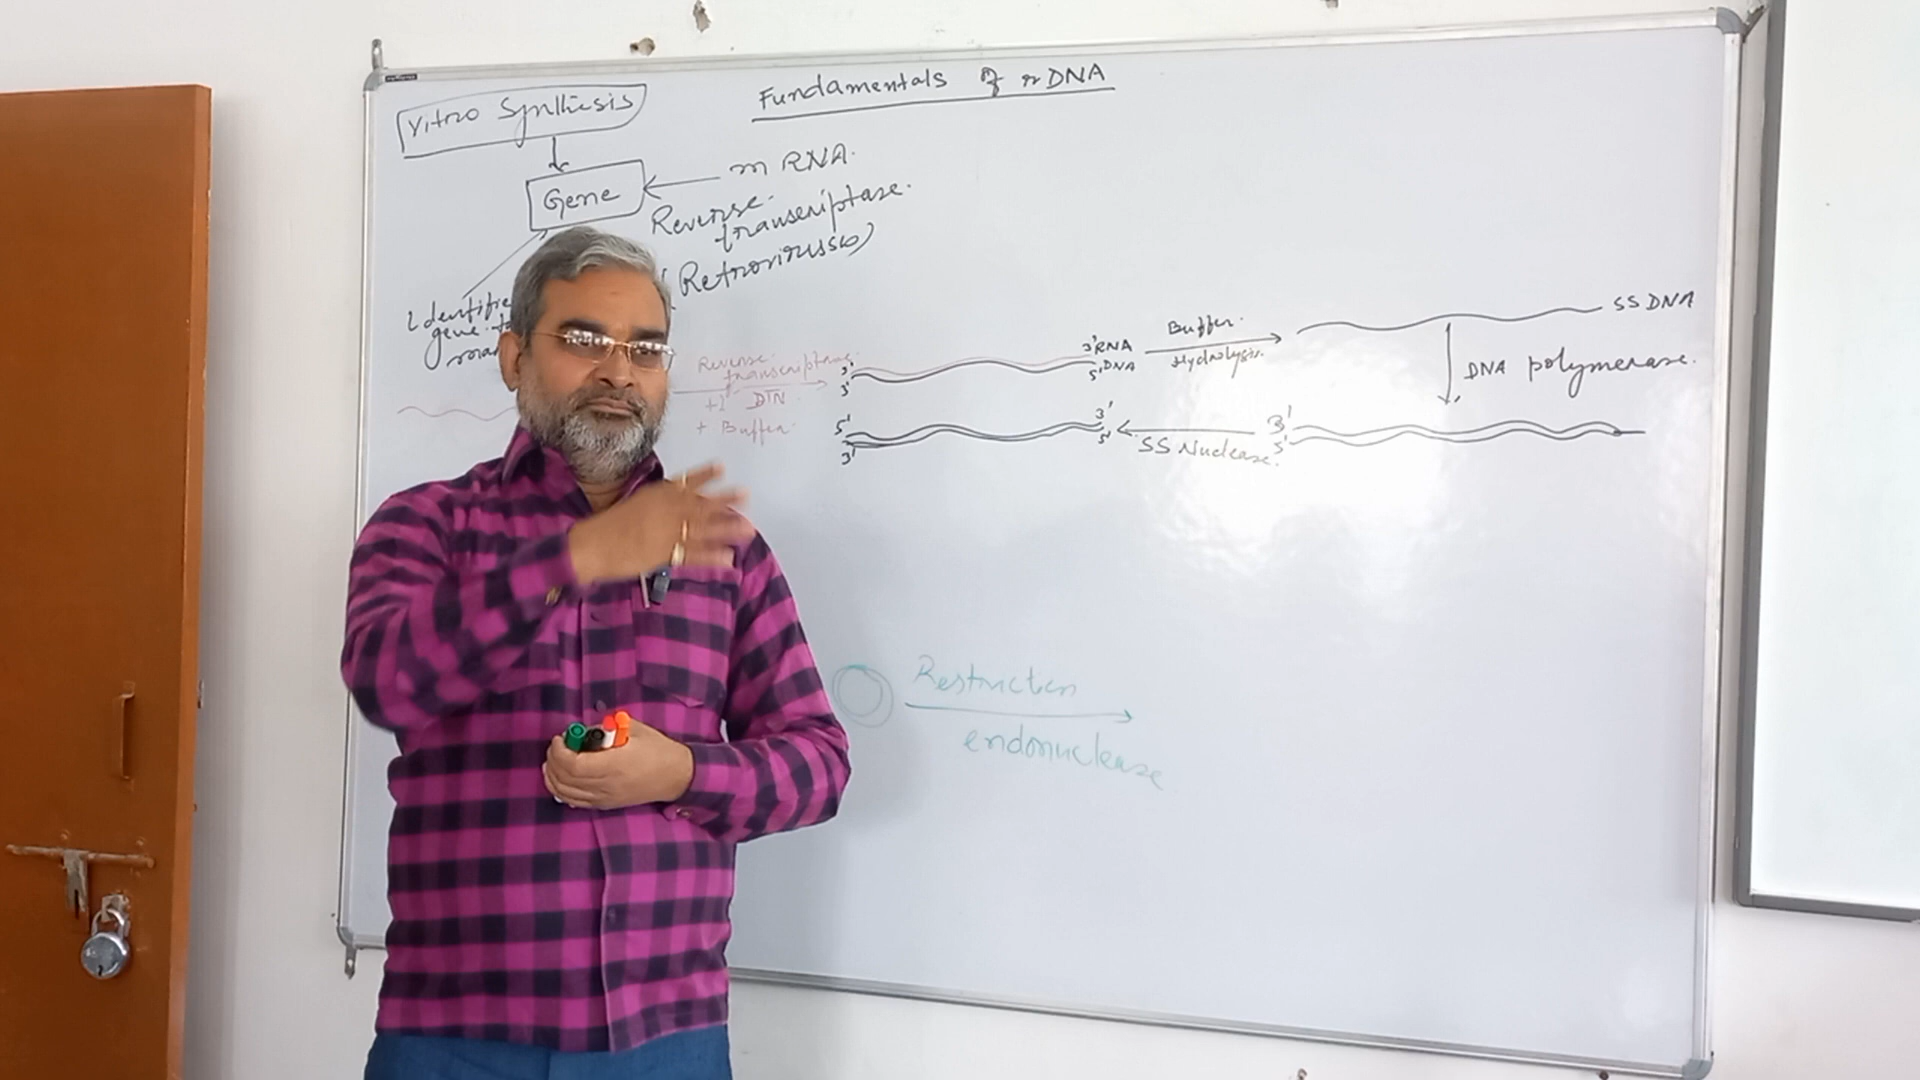 Fundamentals of rDNA
Vitro Synthesis
Gene
m RNA.
Reverse
transcriptase.
(Retroviruses)
gene
Reverse
transcriptase
DTN
+ Buffer
3'
3' RNA
5' DNA
Buffer
Hydrolysis
SS DNA
DNA polymerase.
5'
3'
3'
5'
SS Nuclease.
3'
5'
Restriction
endonuclease